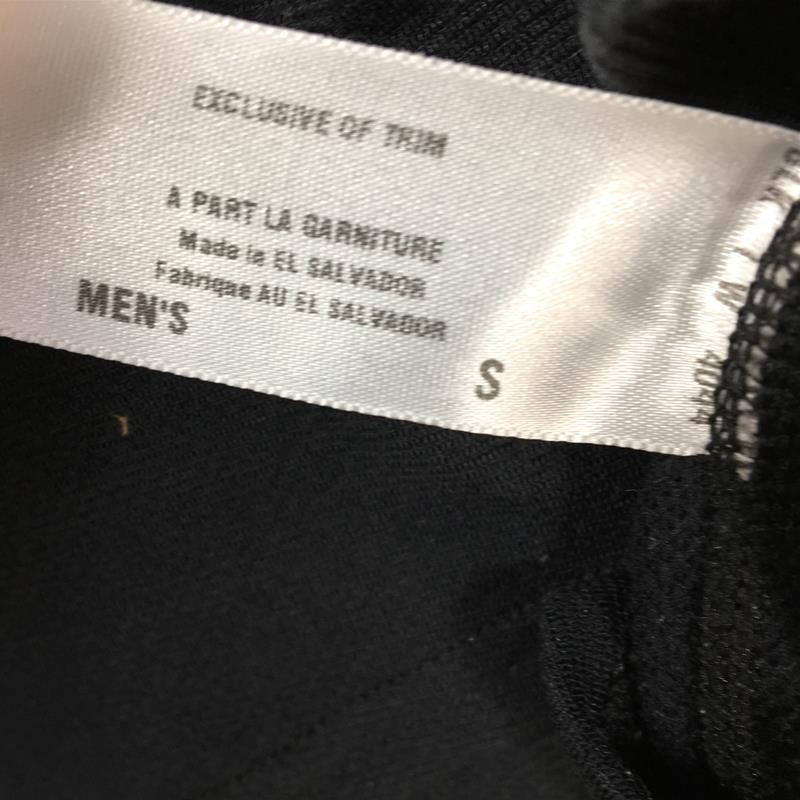 EXCLUSIVE OF TRIM
A PART LA GARNITURE
Made in EL SALVADOR
Fabrique AU EL SALVADOR
MEN'S
S